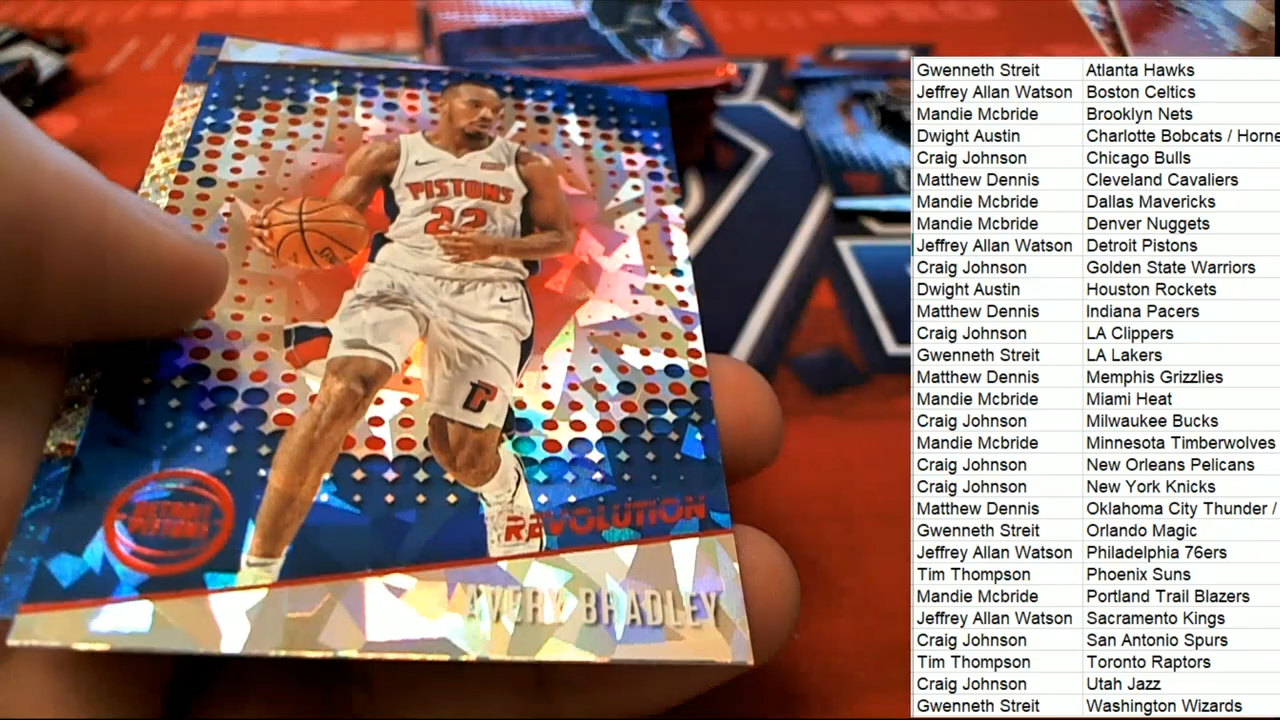 PISTONS
22
DETROIT
PISTONS
REVOLUTION
AVERY BRADLEY
Gwenneth Streit Atlanta Hawks
Jeffrey Allan Watson Boston Celtics
Mandie Mcbride Brooklyn Nets
Dwight Austin Charlotte Bobcats / Horne
Craig Johnson Chicago Bulls
Matthew Dennis Cleveland Cavaliers
Mandie Mcbride Dallas Mavericks
Mandie Mcbride Denver Nuggets
Jeffrey Allan Watson Detroit Pistons
Craig Johnson Golden State Warriors
Dwight Austin Houston Rockets
Matthew Dennis Indiana Pacers
Craig Johnson LA Clippers
Gwenneth Streit LA Lakers
Matthew Dennis Memphis Grizzlies
Mandie Mcbride Miami Heat
Craig Johnson Milwaukee Bucks
Mandie Mcbride Minnesota Timberwolves
Craig Johnson New Orleans Pelicans
Craig Johnson New York Knicks
Matthew Dennis Oklahoma City Thunder /
Gwenneth Streit Orlando Magic
Jeffrey Allan Watson Philadelphia 76ers
Tim Thompson Phoenix Suns
Mandie Mcbride Portland Trail Blazers
Jeffrey Allan Watson Sacramento Kings
Craig Johnson San Antonio Spurs
Tim Thompson Toronto Raptors
Craig Johnson Utah Jazz
Gwenneth Streit Washington Wizards